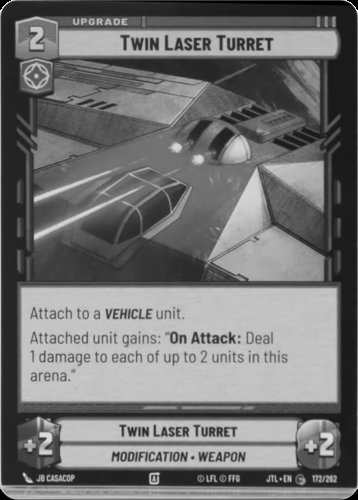 UPGRADE
2
TWIN LASER TURRET
Attach to a VEHICLE unit.
Attached unit gains: “On Attack: Deal
1 damage to each of up to 2 units in this
arena.”
+2
TWIN LASER TURRET
+2
MODIFICATION • WEAPON
JB CASACOP
© LFL © FFG
JTL • EN
C
172/262